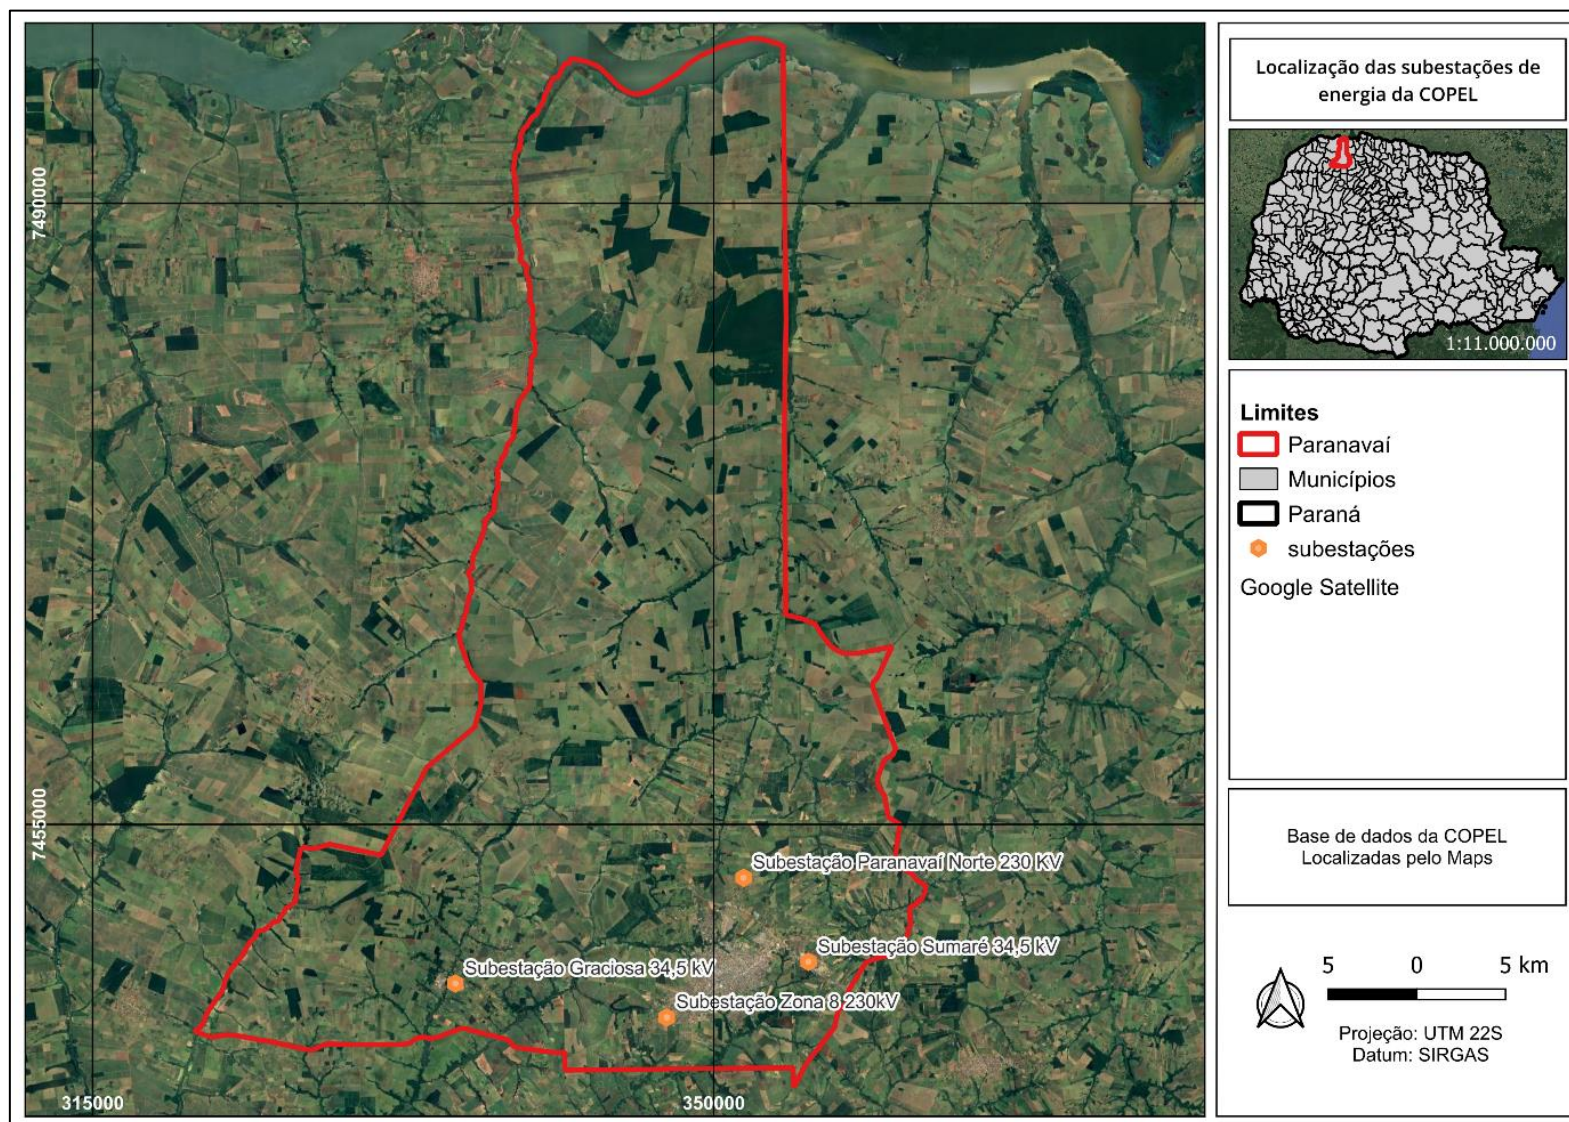 Localização das subestações de
energia da COPEL
1:11.000.000
Limites
Paranavaí
Municípios
Paraná
subestações
Google Satellite
Base de dados da COPEL
Localizadas pelo Maps
5 0 5 km
Projeção: UTM 22S
Datum: SIRGAS
7490000
7455000
Subestação Paranavaí Norte 230 KV
Subestação Sumaré 34,5 kV
Subestação Graciosa 34,5 kV
Subestação Zona 8 230kV
315000
350000